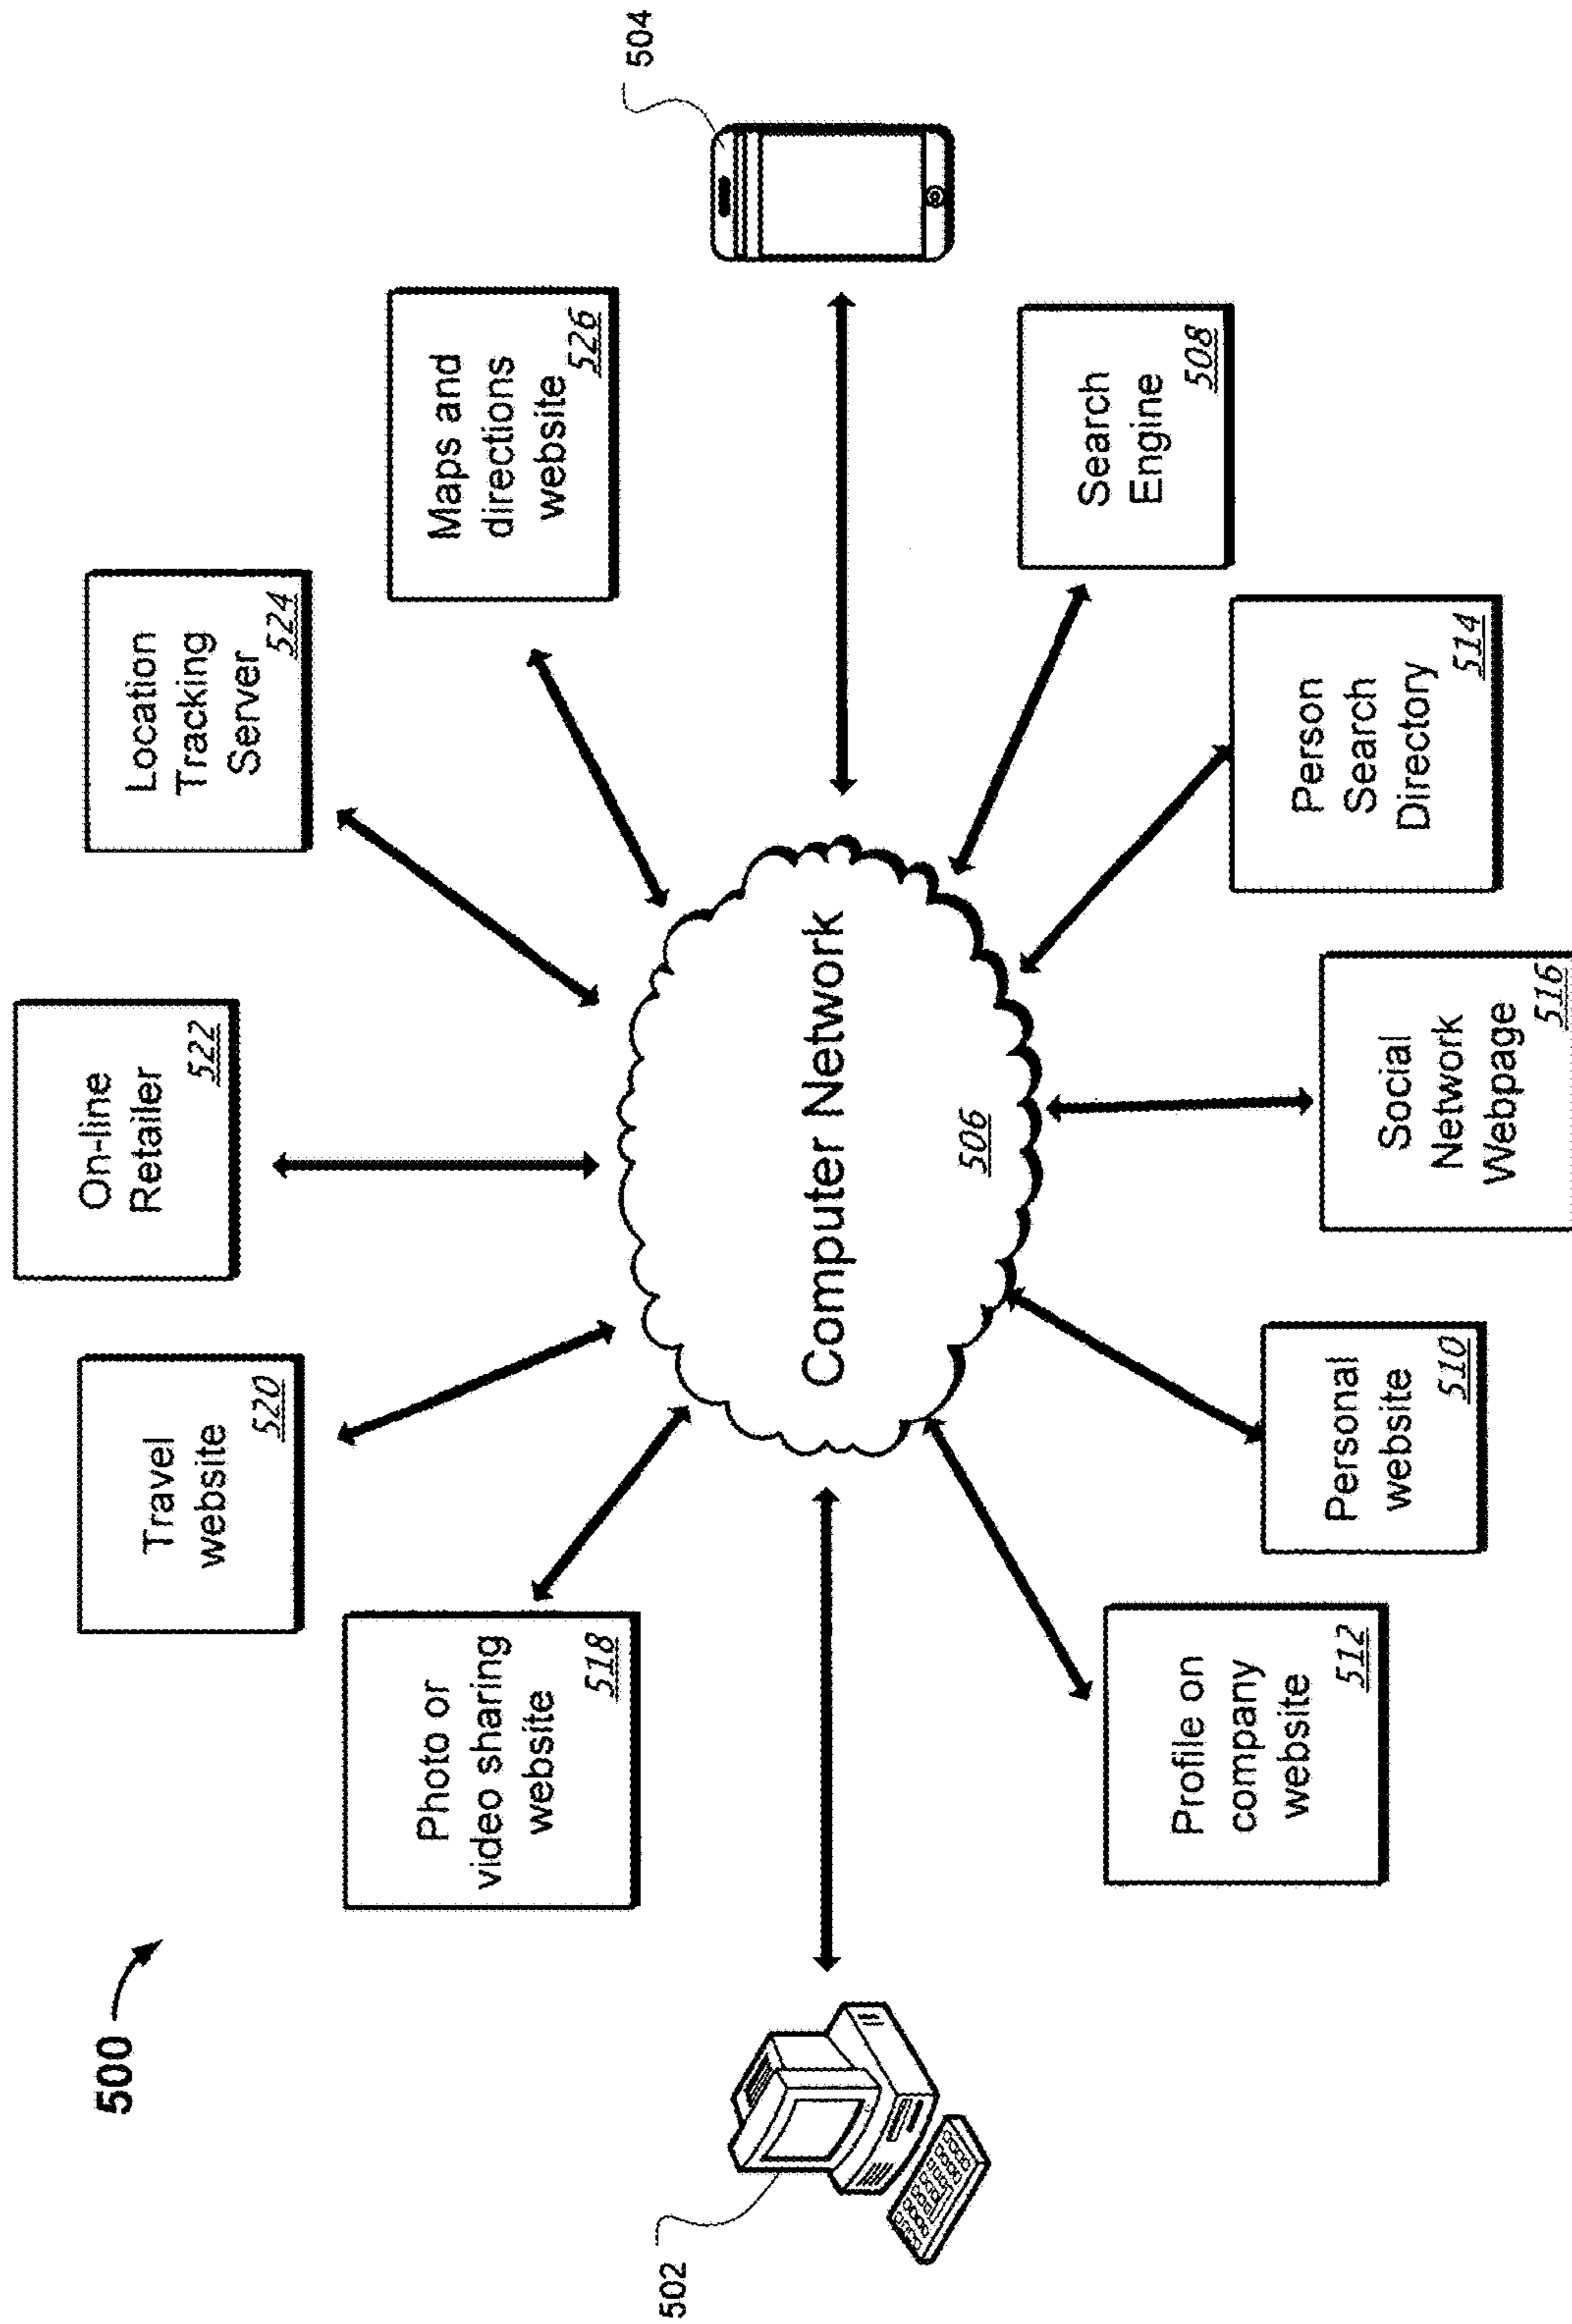 500
Travel
website
520
On-line
Retailer
522
Location
Tracking
Server
524
Photo or
video sharing
website
518
Maps and
directions
website
526
502
Computer Network
506
504
Profile on
company
website
512
Personal
website
510
Social
Network
Webpage
516
Person
Search
Directory
514
Search
Engine
508